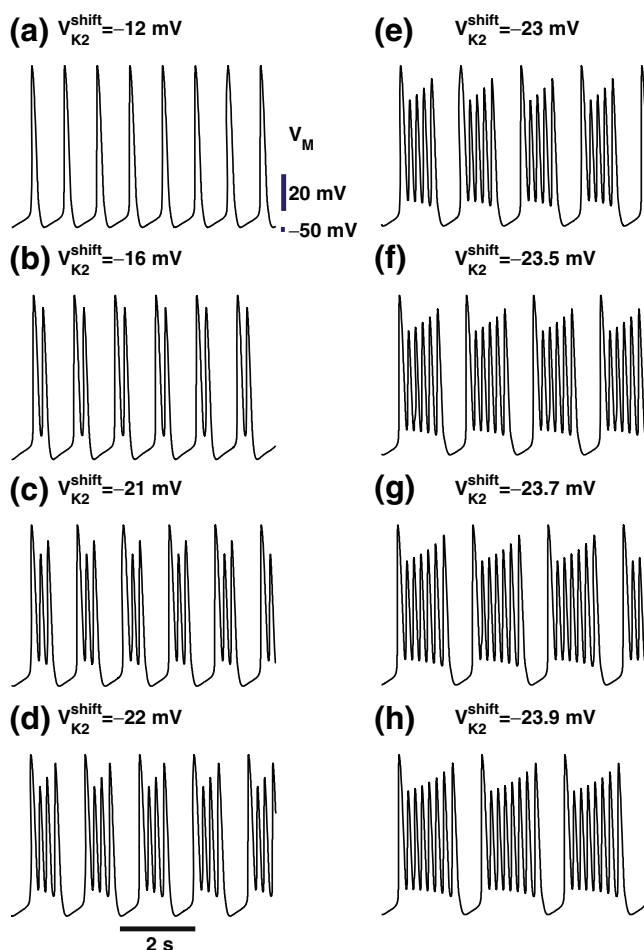 (a) V_K2^shift=−12 mV
V_M
20 mV
−50 mV
(b) V_K2^shift=−16 mV
(c) V_K2^shift=−21 mV
(d) V_K2^shift=−22 mV
2 s
(e) V_K2^shift=−23 mV
(f) V_K2^shift=−23.5 mV
(g) V_K2^shift=−23.7 mV
(h) V_K2^shift=−23.9 mV